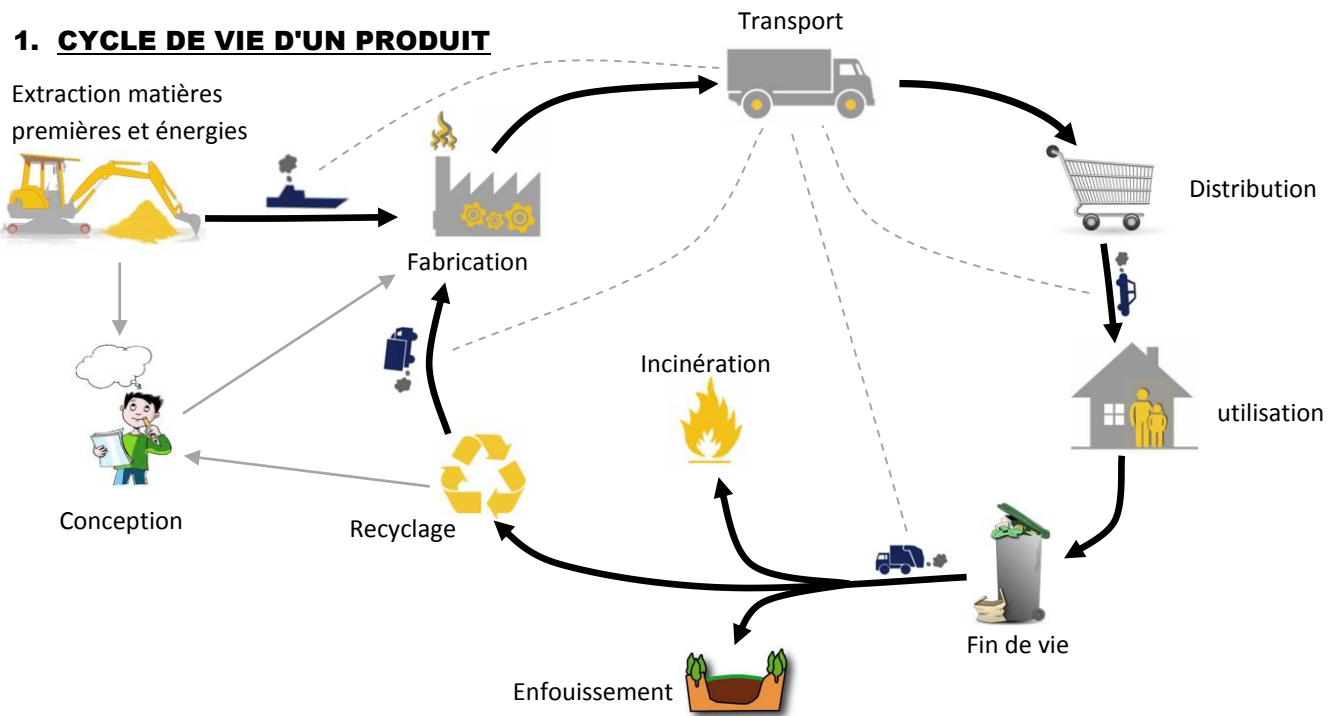 1. CYCLE DE VIE D'UN PRODUIT
Transport
Extraction matières
premières et énergies
Distribution
Fabrication
Incinération
utilisation
Conception
Recyclage
Fin de vie
Enfouissement